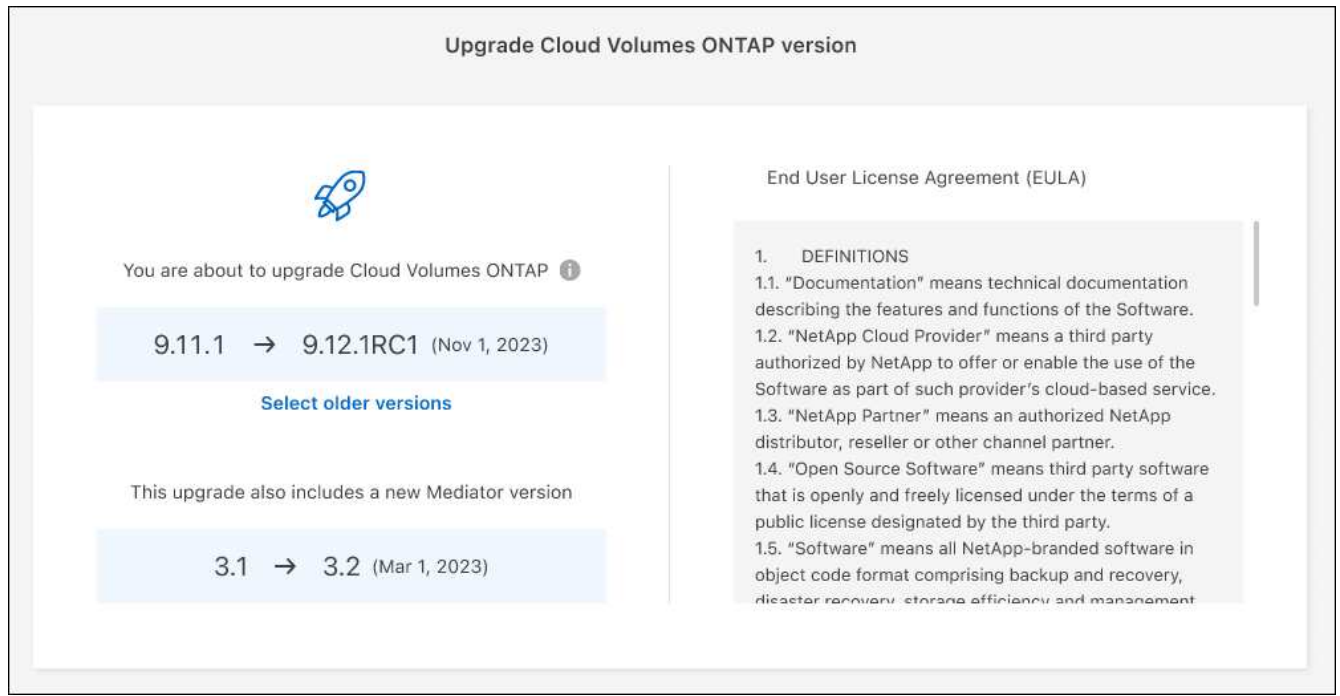 Upgrade Cloud Volumes ONTAP version
You are about to upgrade Cloud Volumes ONTAP
9.11.1 → 9.12.1RC1 (Nov 1, 2023)
Select older versions
This upgrade also includes a new Mediator version
3.1 → 3.2 (Mar 1, 2023)
End User License Agreement (EULA)
1. DEFINITIONS
1.1. “Documentation” means technical documentation
describing the features and functions of the Software.
1.2. “NetApp Cloud Provider” means a third party
authorized by NetApp to offer or enable the use of the
Software as part of such provider’s cloud-based service.
1.3. “NetApp Partner” means an authorized NetApp
distributor, reseller or other channel partner.
1.4. “Open Source Software” means third party software
that is openly and freely licensed under the terms of a
public license designated by the third party.
1.5. “Software” means all NetApp-branded software in
object code format comprising backup and recovery,
disaster recovery, storage efficiency and management